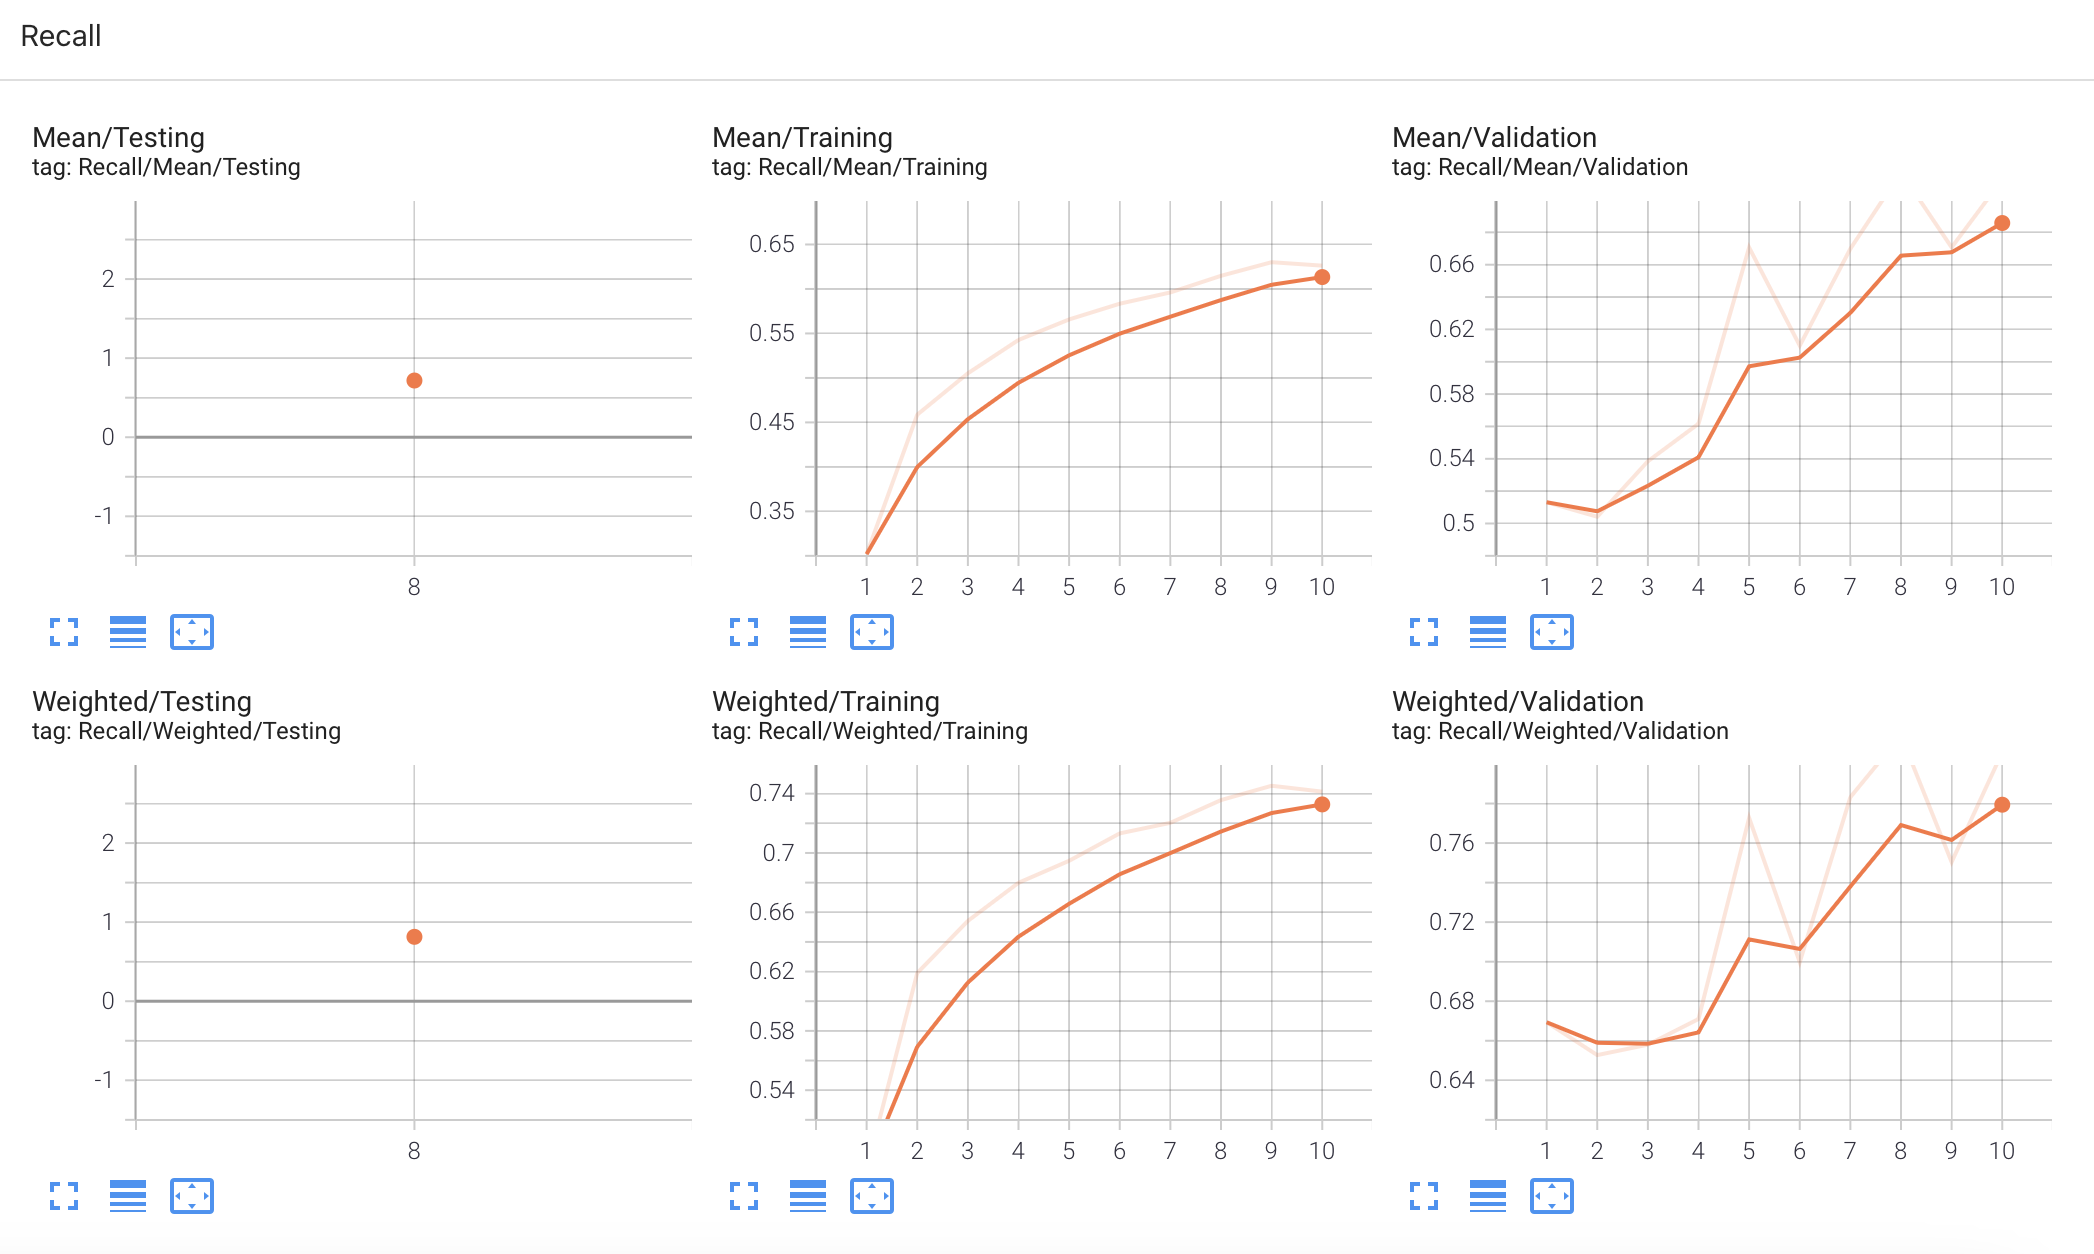 Recall
Mean/Testing
tag: Recall/Mean/Testing
2
1
0
-1
8
Mean/Training
tag: Recall/Mean/Training
0.65
0.55
0.45
0.35
1 2 3 4 5 6 7 8 9 10
Mean/Validation
tag: Recall/Mean/Validation
0.66
0.62
0.58
0.54
0.5
1 2 3 4 5 6 7 8 9 10
Weighted/Testing
tag: Recall/Weighted/Testing
2
1
0
-1
8
Weighted/Training
tag: Recall/Weighted/Training
0.74
0.7
0.66
0.62
0.58
0.54
1 2 3 4 5 6 7 8 9 10
Weighted/Validation
tag: Recall/Weighted/Validation
0.76
0.72
0.68
0.64
1 2 3 4 5 6 7 8 9 10